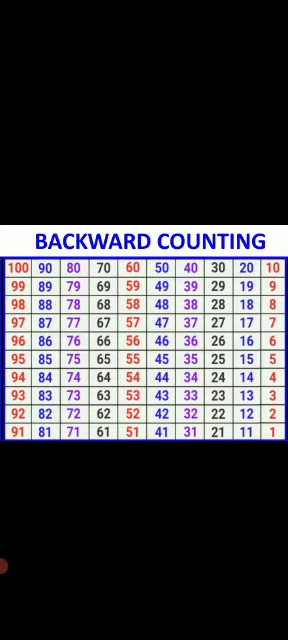 BACKWARD COUNTING
100 90 80 70 60 50 40 30 20 10
99 89 79 69 59 49 39 29 19 9
98 88 78 68 58 48 38 28 18 8
97 87 77 67 57 47 37 27 17 7
96 86 76 66 56 46 36 26 16 6
95 85 75 65 55 45 35 25 15 5
94 84 74 64 54 44 34 24 14 4
93 83 73 63 53 43 33 23 13 3
92 82 72 62 52 42 32 22 12 2
91 81 71 61 51 41 31 21 11 1